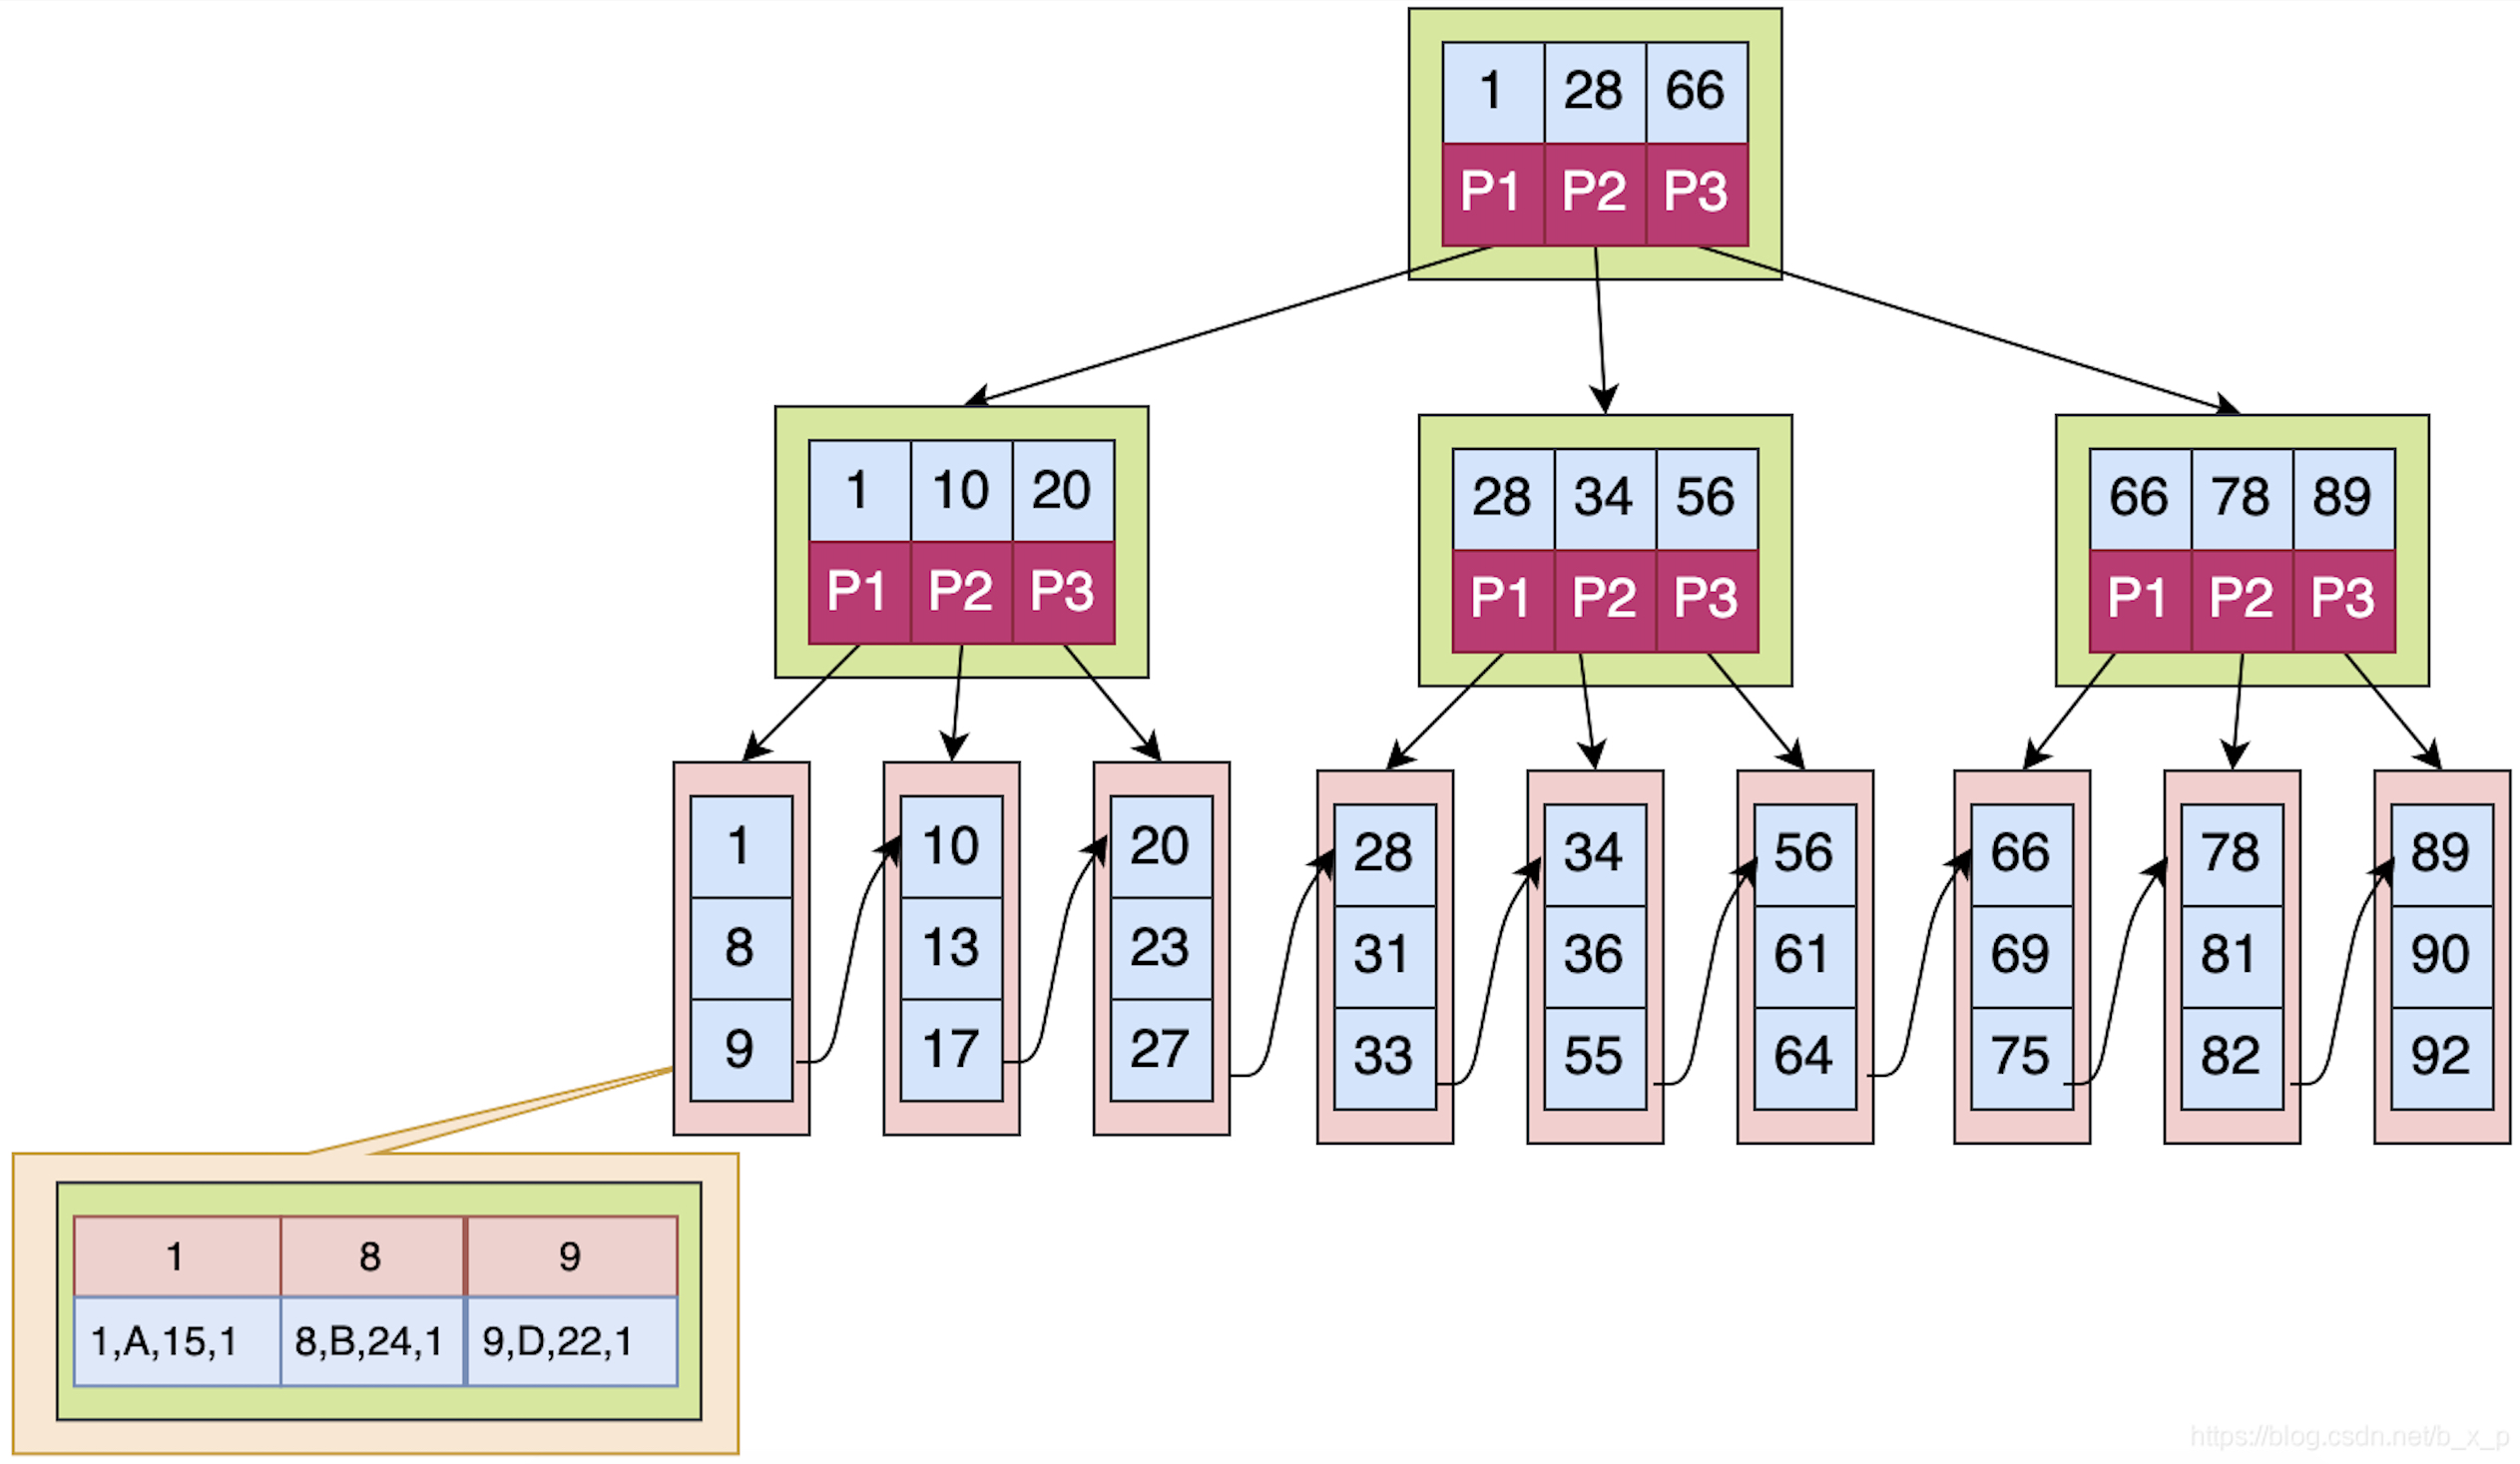 1 28 66
P1 P2 P3
1 10 20
P1 P2 P3
28 34 56
P1 P2 P3
66 78 89
P1 P2 P3
1
8
9
10
13
17
20
23
27
28
31
33
34
36
55
56
61
64
66
69
75
78
81
82
89
90
92
1 8 9
1,A,15,1 8,B,24,1 9,D,22,1
https://blog.csdn.net/b_x_p